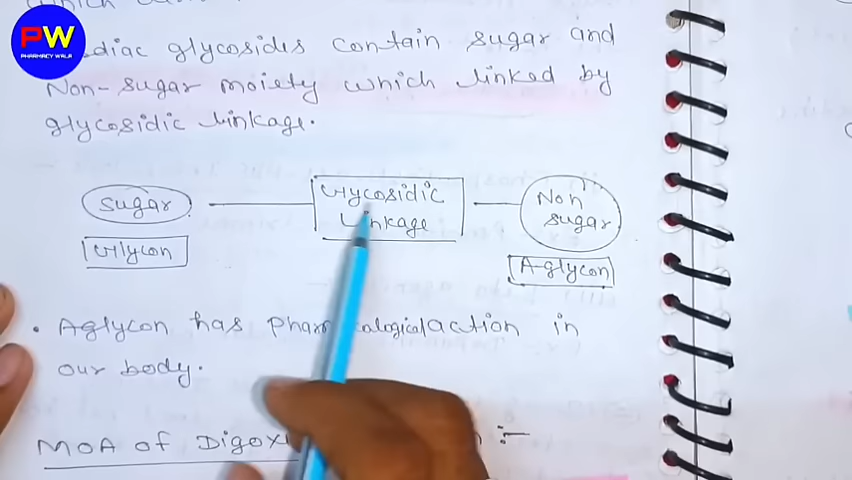 PW
PHARMACY WALA
diac glycosides contain sugar and
Non-sugar moiety which linked by
glycosidic linkage.
Sugar
Glycosidic
Linkage
Non
sugar
Glycon
A-glycon
• Aglycon has Pharmacological action in
our body.
MOA of :-